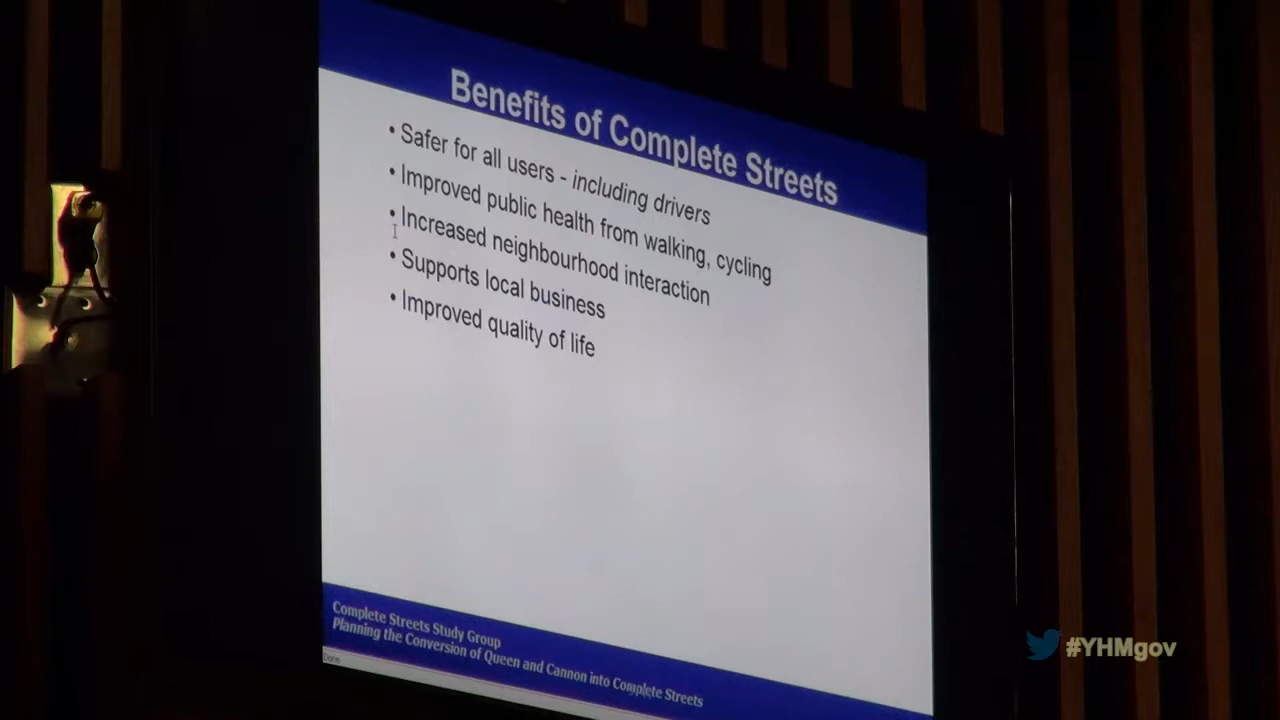 Benefits of Complete Streets
• Safer for all users - including drivers
• Improved public health from walking, cycling
• Increased neighbourhood interaction
• Supports local business
• Improved quality of life
Complete Streets Study Group
Planning the Conversion of Queen and Cannon into Complete Streets
Done
#YHMgov